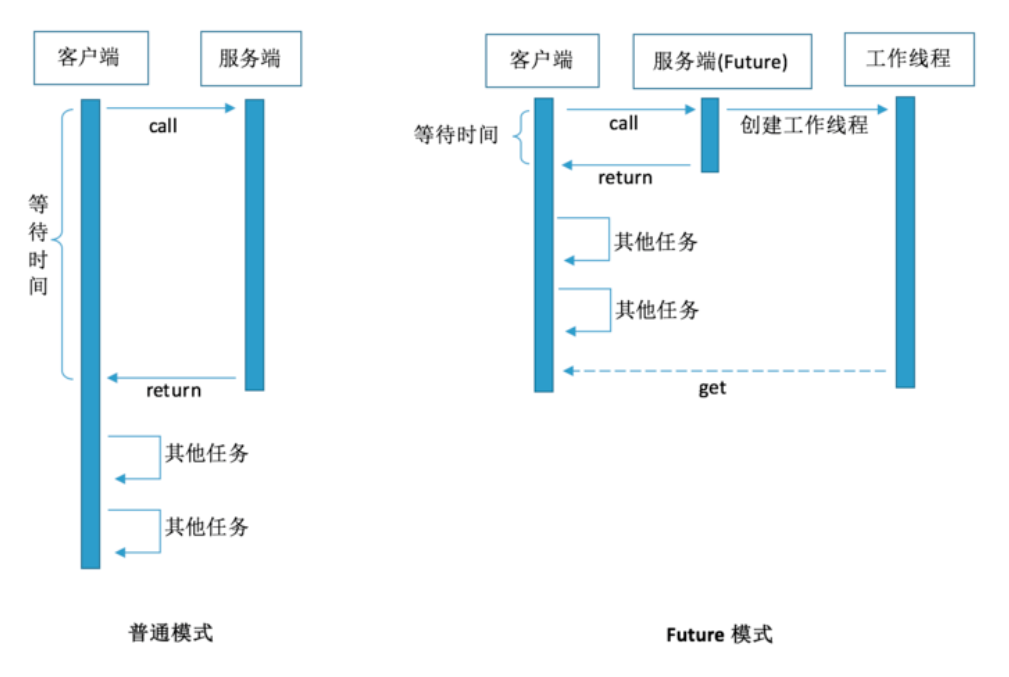 客户端
服务端
call
等待时间
return
其他任务
其他任务
普通模式
客户端
服务端(Future)
工作线程
call
创建工作线程
等待时间
return
其他任务
其他任务
get
Future 模式